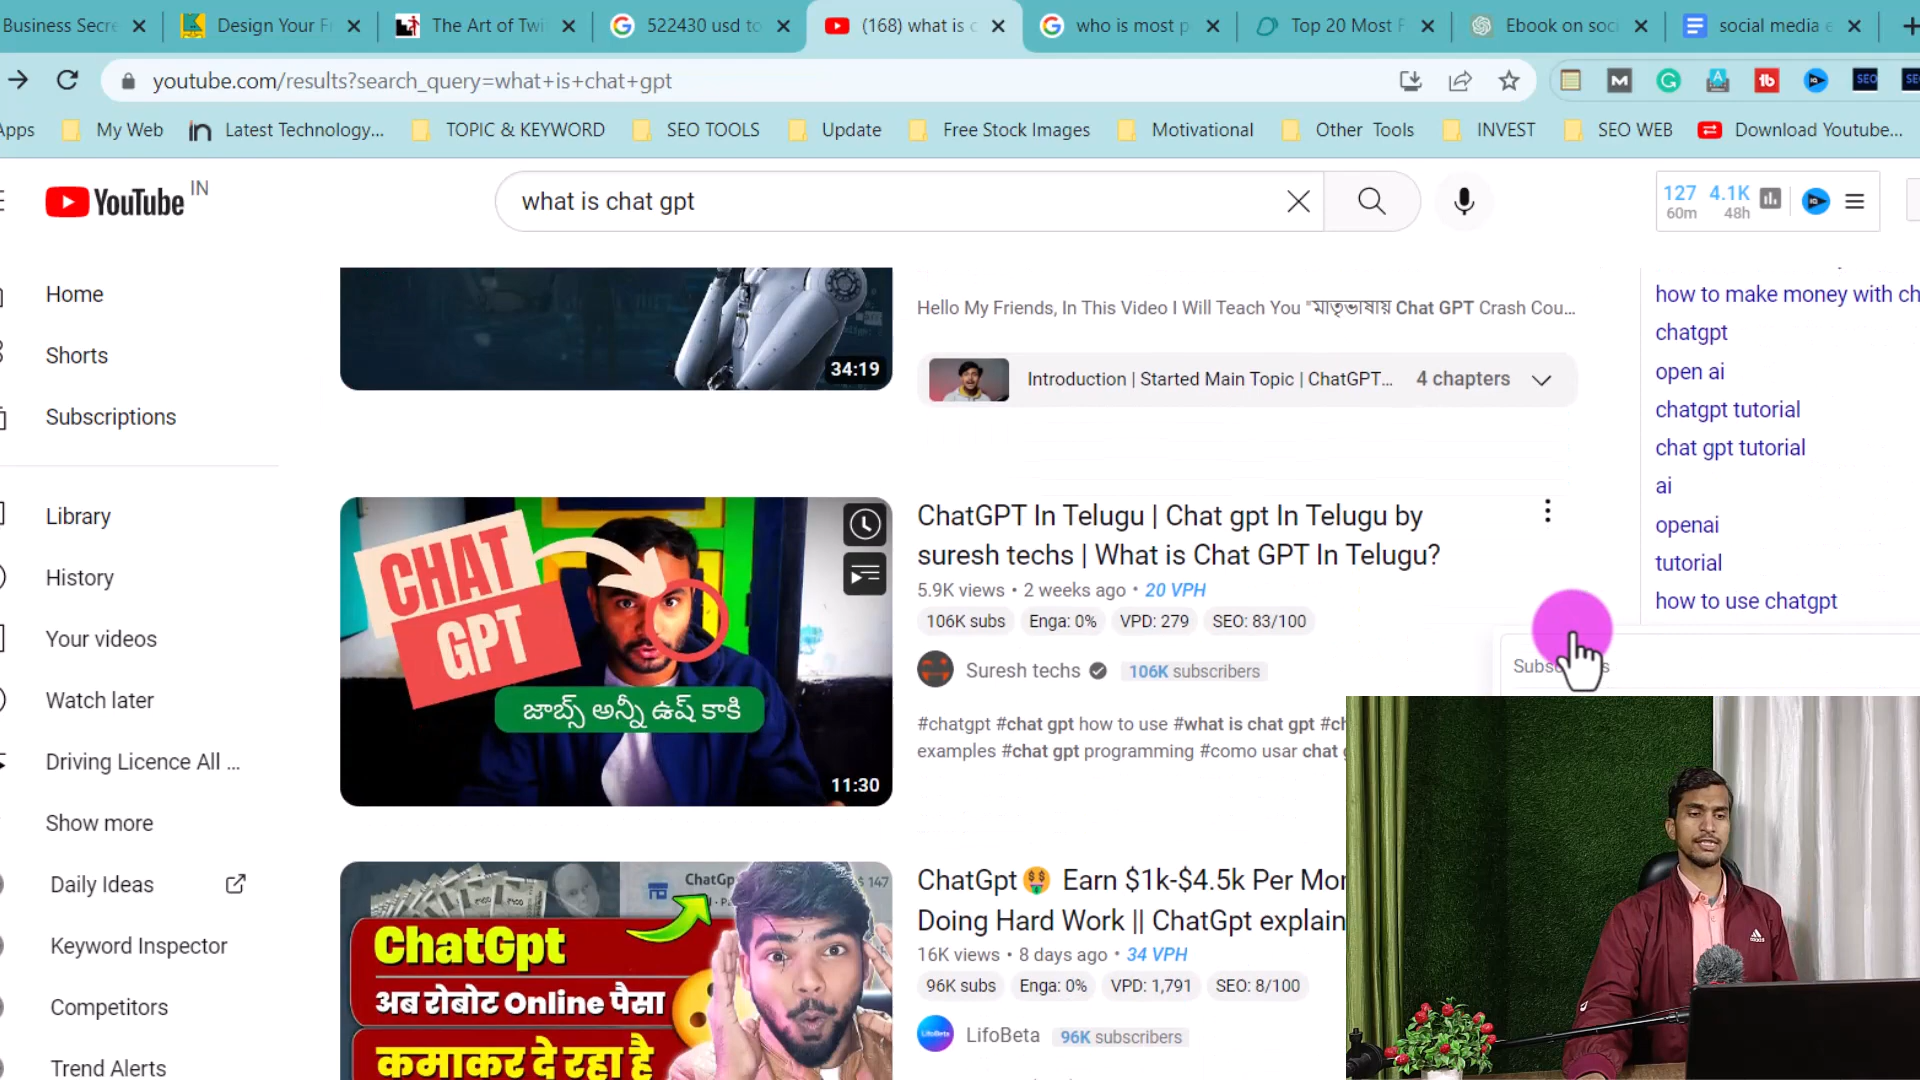 Business Secre
Design Your Fr
The Art of Twi
522430 usd to
(168) what is c
who is most p
Top 20 Most F
Ebook on soci
social media e
youtube.com/results?search_query=what+is+chat+gpt
Apps
My Web
Latest Technology...
TOPIC & KEYWORD
SEO TOOLS
Update
Free Stock Images
Motivational
Other Tools
INVEST
SEO WEB
Download Youtube...
YouTube IN
what is chat gpt
127 4.1K
60m 48h
Home
Shorts
Subscriptions
Library
History
Your videos
Watch later
Driving Licence All ...
Show more
Daily Ideas
Keyword Inspector
Competitors
Trend Alerts
34:19
Hello My Friends, In This Video I Will Teach You "মাতৃভাষায় Chat GPT Crash Cou...
Introduction | Started Main Topic | ChatGPT... 4 chapters
CHAT
GPT
జాబ్స్ అన్నీ ఉష్ కాకి
11:30
ChatGPT In Telugu | Chat gpt In Telugu by
suresh techs | What is Chat GPT In Telugu?
5.9K views • 2 weeks ago • 20 VPH
106K subs Enga: 0% VPD: 279 SEO: 83/100
Suresh techs 106K subscribers
#chatgpt #chat gpt how to use #what is chat gpt #ch
examples #chat gpt programming #como usar chat g
ChatGp
$ 147
ChatGpt
अब रोबोट Online पैसा
कमाकर दे रहा है
ChatGpt🤑 Earn $1k-$4.5k Per Mon
Doing Hard Work || ChatGpt explain
16K views • 8 days ago • 34 VPH
96K subs Enga: 0% VPD: 1,791 SEO: 8/100
LifoBeta 96K subscribers
how to make money with ch
chatgpt
open ai
chatgpt tutorial
chat gpt tutorial
ai
openai
tutorial
how to use chatgpt